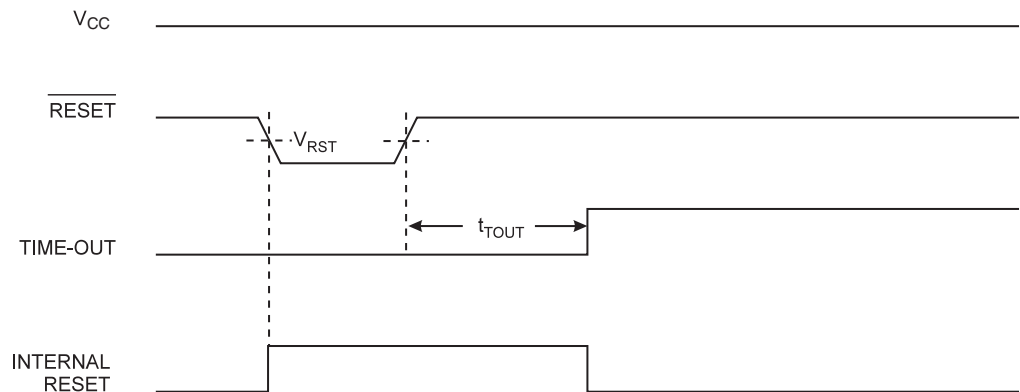 VCC
RESET
VRST
tTOUT
TIME-OUT
INTERNAL
RESET